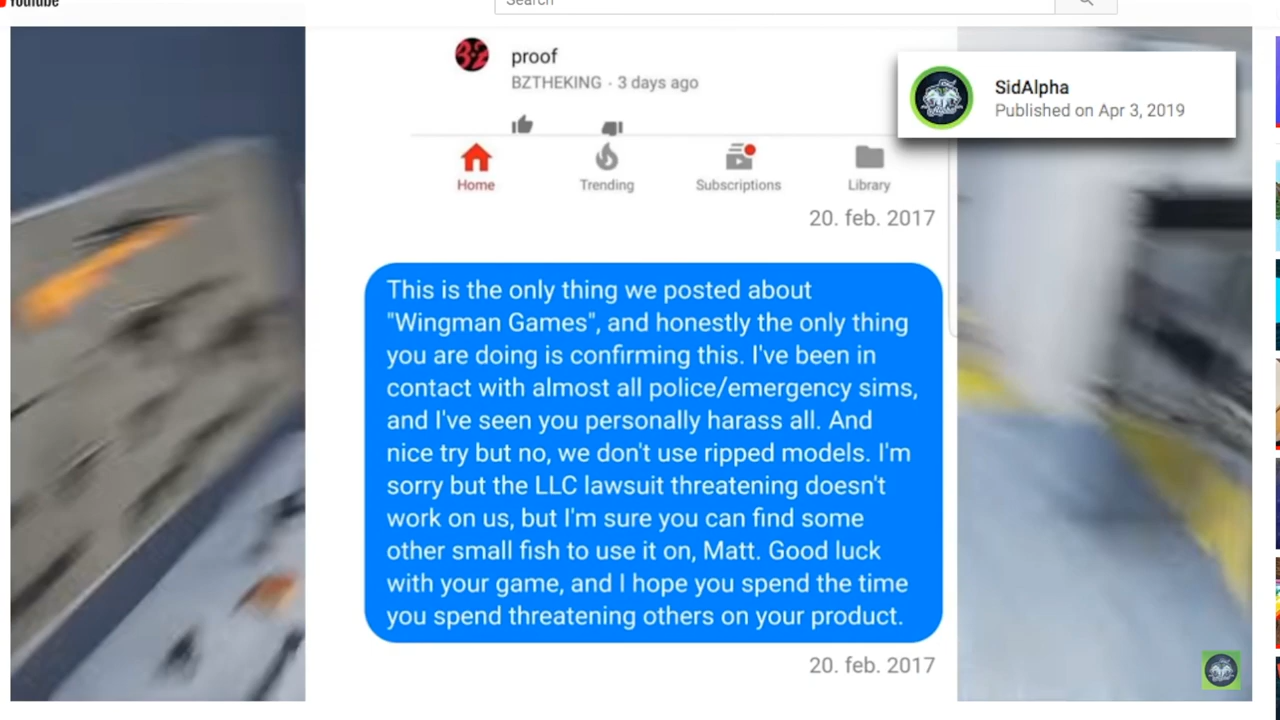 YouTube
Search
proof
BZTHEKING · 3 days ago
SidAlpha
Published on Apr 3, 2019
Home
Trending
Subscriptions
Library
20. feb. 2017
This is the only thing we posted about
"Wingman Games", and honestly the only thing
you are doing is confirming this. I've been in
contact with almost all police/emergency sims,
and I've seen you personally harass all. And
nice try but no, we don't use ripped models. I'm
sorry but the LLC lawsuit threatening doesn't
work on us, but I'm sure you can find some
other small fish to use it on, Matt. Good luck
with your game, and I hope you spend the time
you spend threatening others on your product.
20. feb. 2017